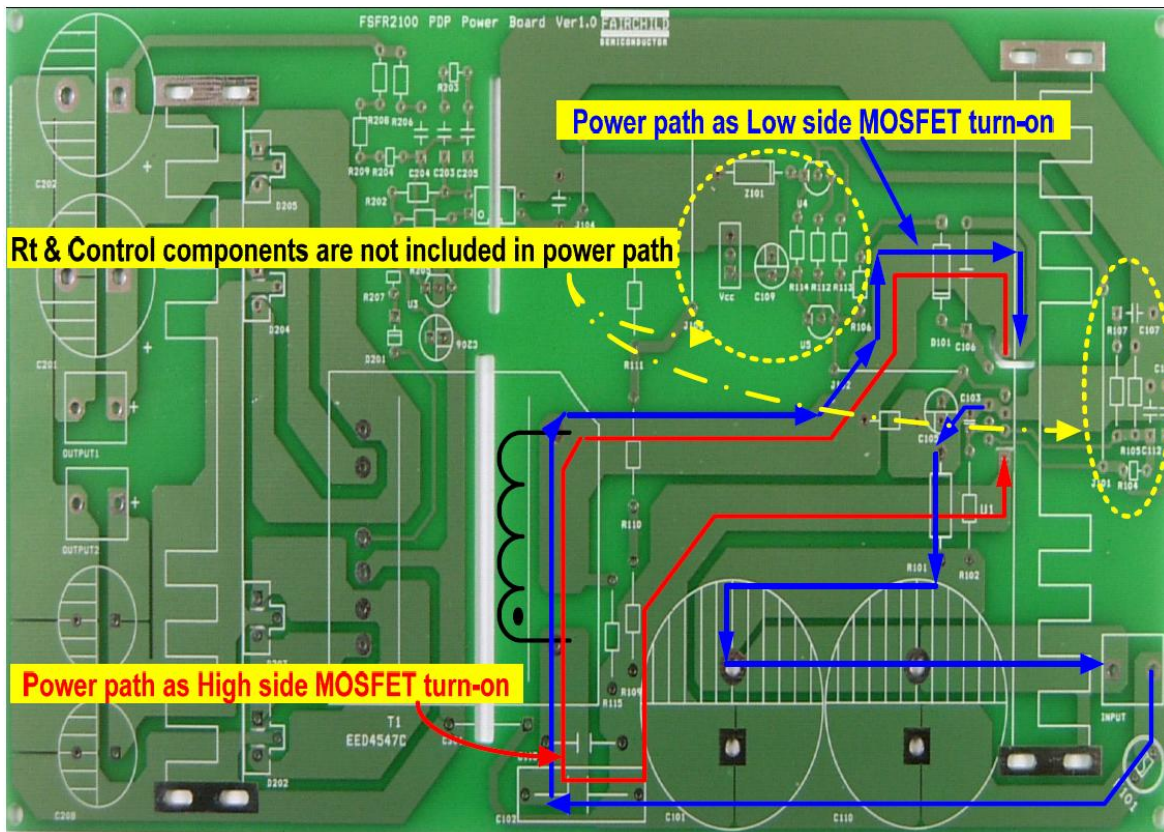 FSFR2100 PDP Power Board Ver1.0 FAIRCHILD
SEMICONDUCTOR
Power path as Low side MOSFET turn-on
Rt & Control components are not included in power path
Power path as High side MOSFET turn-on
C202
+
R203
R208
R206
R209
R204
C204
C203
C205
R202
D205
J104
Z101
U4
Vcc
C109
R114
R112
R112
R106
U5
R207
U3
D201
C206
D204
C201
+
R111
D101
C106
R107
C107
C103
C105
R105
C112
J101
R104
OUTPUT1
+
OUTPUT2
R110
U1
R101
R102
R109
R115
T1
EED4547C
D202
C102
C101
C110
INPUT